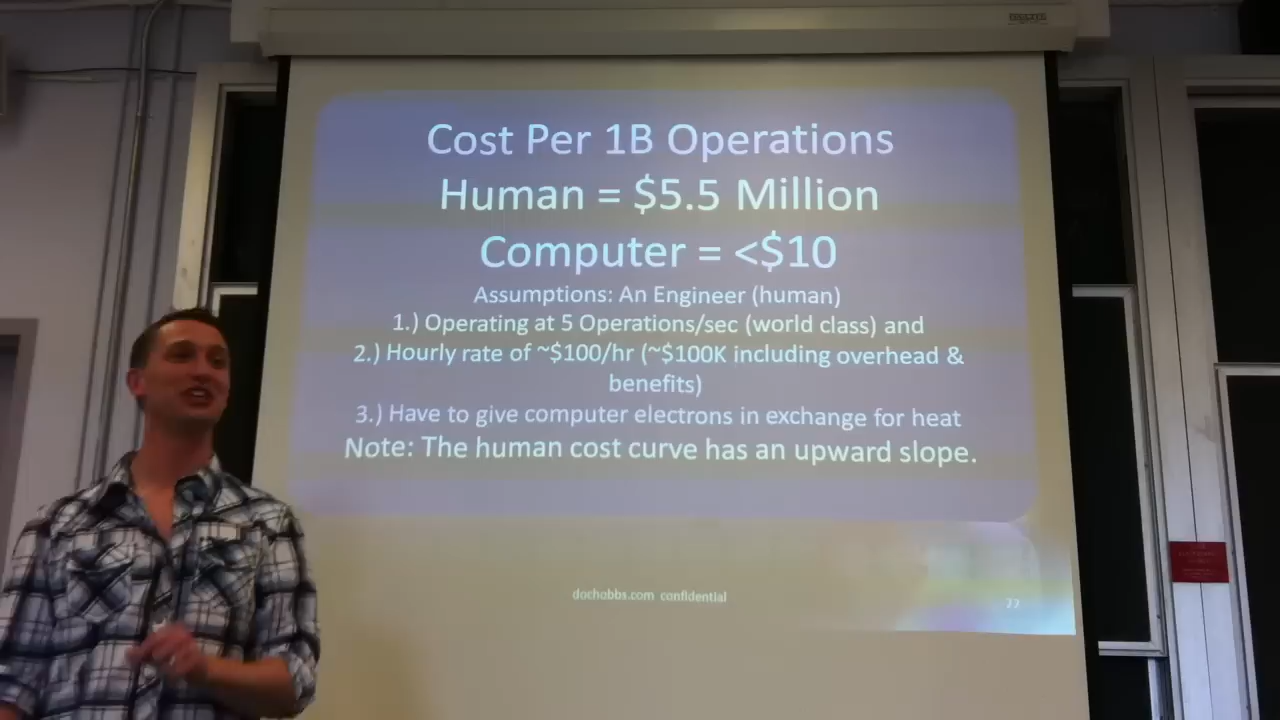 Cost Per 1B Operations
Human = $5.5 Million
Computer = <$10
Assumptions: An Engineer (human)
1.) Operating at 5 Operations/sec (world class) and
2.) Hourly rate of ~$100/hr (~$100K including overhead &
benefits)
3.) Have to give computer electrons in exchange for heat
Note: The human cost curve has an upward slope.
dochobbs.com confidential